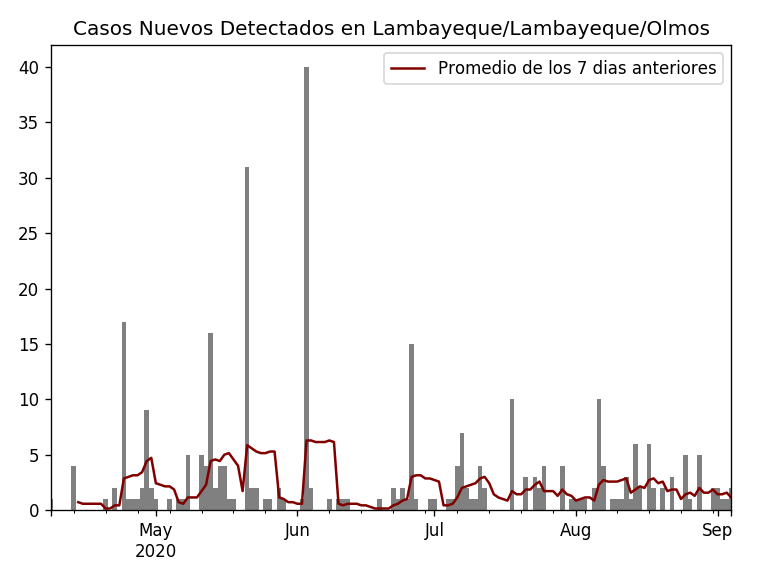 Casos Nuevos Detectados en Lambayeque/Lambayeque/Olmos
Promedio de los 7 dias anteriores
40
35
30
25
20
15
10
5
0
May
2020
Jun
Jul
Aug
Sep